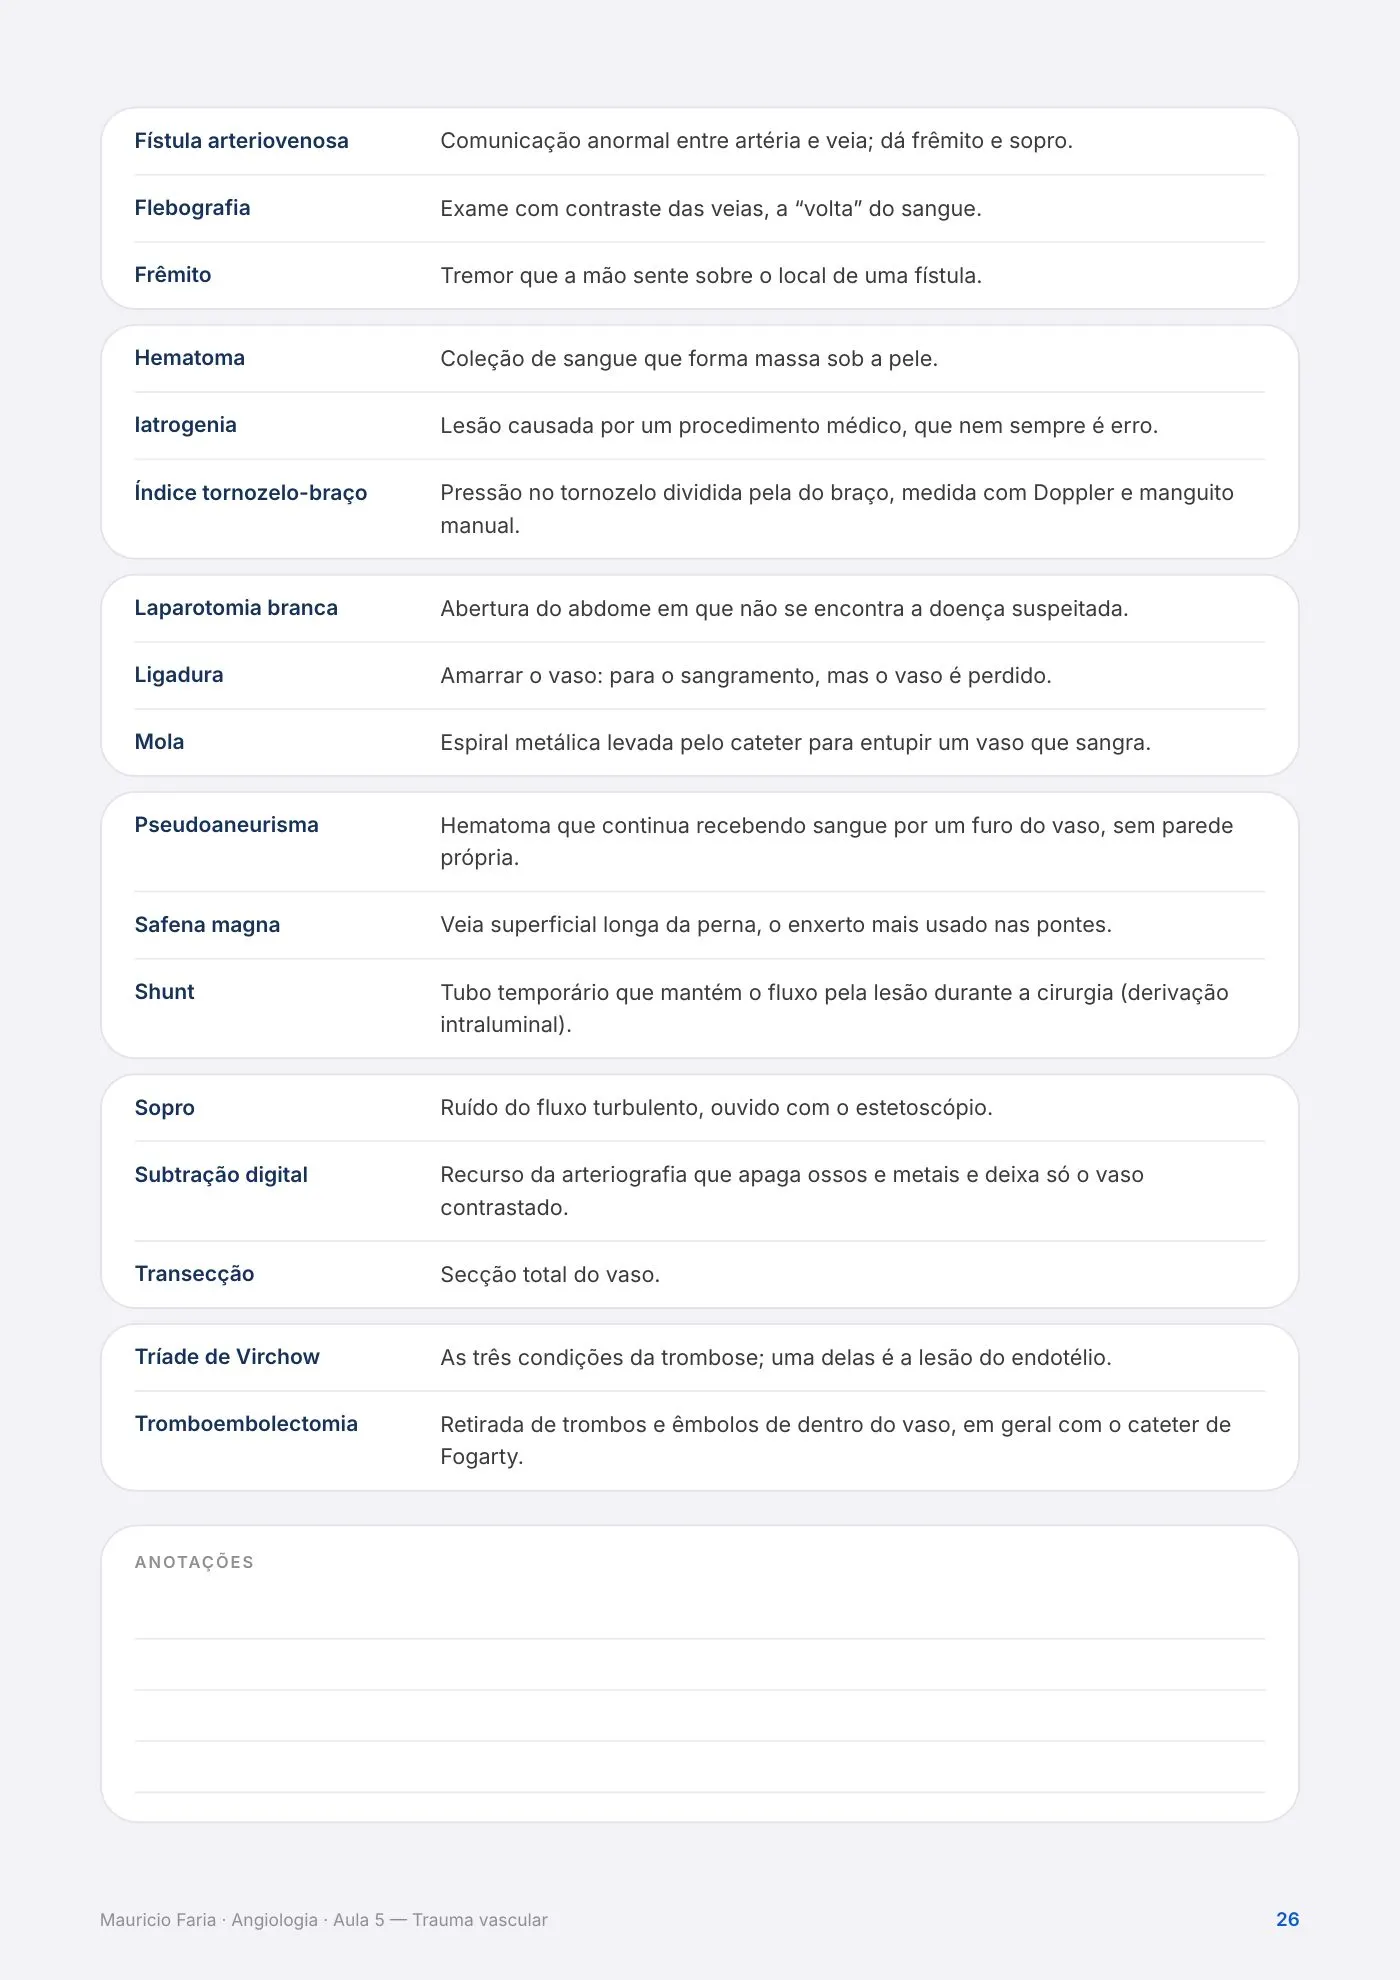 Fístula arteriovenosa
Comunicação anormal entre artéria e veia; dá frêmito e sopro.
Flebografia
Exame com contraste das veias, a “volta” do sangue.
Frêmito
Tremor que a mão sente sobre o local de uma fístula.
Hematoma
Coleção de sangue que forma massa sob a pele.
Iatrogenia
Lesão causada por um procedimento médico, que nem sempre é erro.
Índice tornozelo-braço
Pressão no tornozelo dividida pela do braço, medida com Doppler e manguito
manual.
Laparotomia branca
Abertura do abdome em que não se encontra a doença suspeitada.
Ligadura
Amarrar o vaso: para o sangramento, mas o vaso é perdido.
Mola
Espiral metálica levada pelo cateter para entupir um vaso que sangra.
Pseudoaneurisma
Hematoma que continua recebendo sangue por um furo do vaso, sem parede
própria.
Safena magna
Veia superficial longa da perna, o enxerto mais usado nas pontes.
Shunt
Tubo temporário que mantém o fluxo pela lesão durante a cirurgia (derivação
intraluminal).
Sopro
Ruído do fluxo turbulento, ouvido com o estetoscópio.
Subtração digital
Recurso da arteriografia que apaga ossos e metais e deixa só o vaso
contrastado.
Transecção
Secção total do vaso.
Tríade de Virchow
As três condições da trombose; uma delas é a lesão do endotélio.
Tromboembolectomia
Retirada de trombos e êmbolos de dentro do vaso, em geral com o cateter de
Fogarty.
ANOTAÇÕES
Mauricio Faria · Angiologia · Aula 5 — Trauma vascular
26